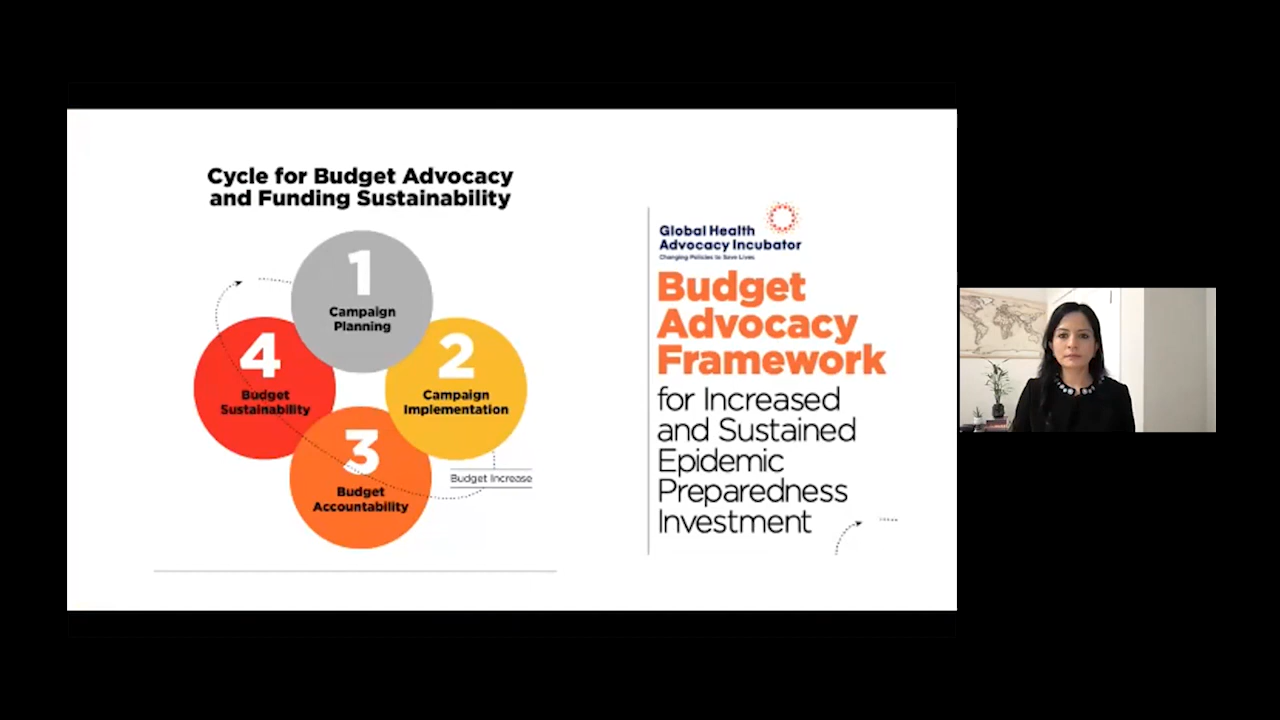 Cycle for Budget Advocacy
and Funding Sustainability
1
Campaign
Planning
2
Campaign
Implementation
3
Budget
Accountability
4
Budget
Sustainability
Budget Increase
Global Health
Advocacy Incubator
Changing Policies to Save Lives
Budget
Advocacy
Framework
for Increased
and Sustained
Epidemic
Preparedness
Investment